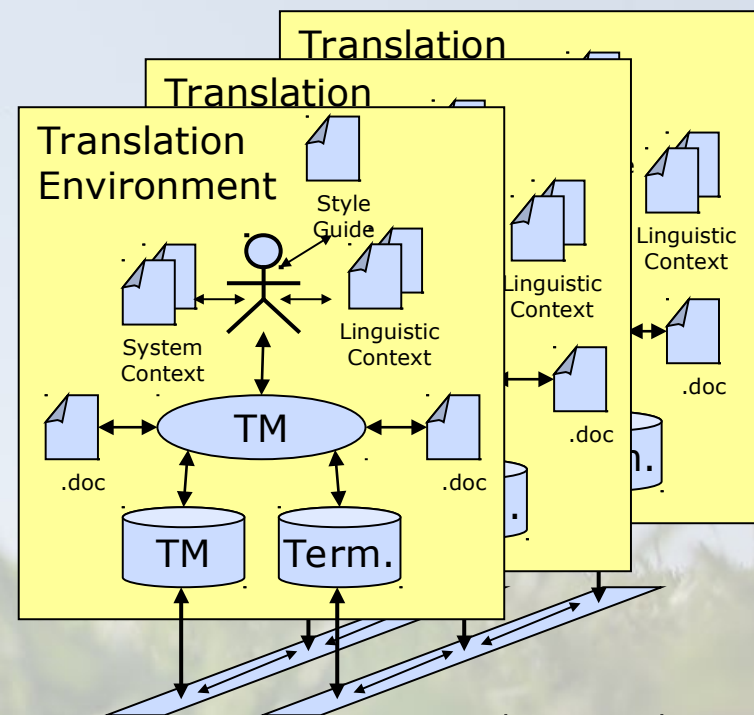 Translation
Translation
Translation
Environment
Style
Guide
System
Context
Linguistic
Context
Linguistic
Context
Linguistic
Context
TM
.doc
.doc
.doc
.doc
TM
Term.